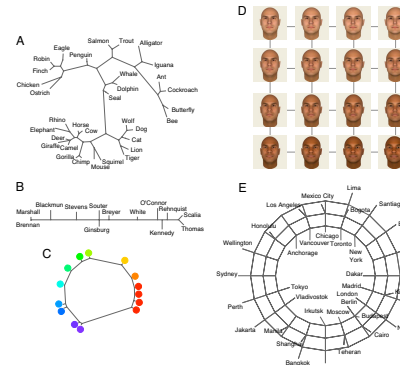 A
Salmon
Trout
Alligator
Eagle
Penguin
Robin
Finch
Iguana
Whale
Ant
Chicken
Dolphin
Cockroach
Ostrich
Seal
Butterfly
Bee
Rhino
Horse
Wolf
Elephant
Cow
Dog
Deer
Cat
Giraffe
Camel
Lion
Gorilla
Tiger
Chimp
Squirrel
Mouse
B
O'Connor
Blackmun
Souter
Rehnquist
Marshall
Stevens
Breyer
White
Scalia
Brennan
Ginsburg
Kennedy
Thomas
C
D
E
Lima
Mexico City
Los Angeles
Bogota
Santiag
Honolulu
Chicago
Vancouver
Toronto
Wellington
Anchorage
New
York
Sydney
Dakar
Tokyo
Madrid
Vladivostok
London
Berlin
Perth
Irkutsk
Moscow
Budapest
Jakarta
Manila
Cairo
Shanghai
Teheran
Bangkok